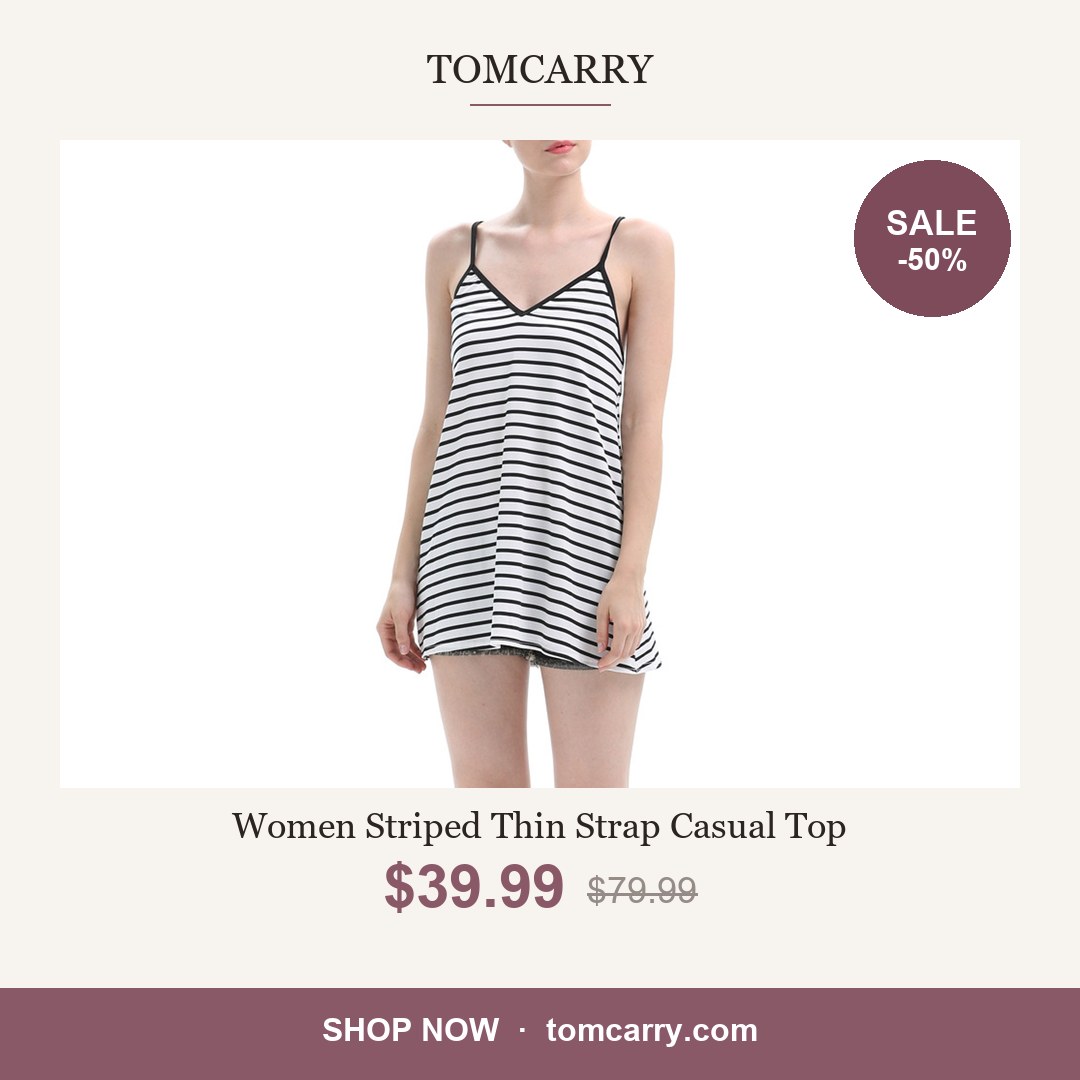 TOMCARRY
SALE
-50%
Women Striped Thin Strap Casual Top
$39.99 $79.99
SHOP NOW · tomcarry.com